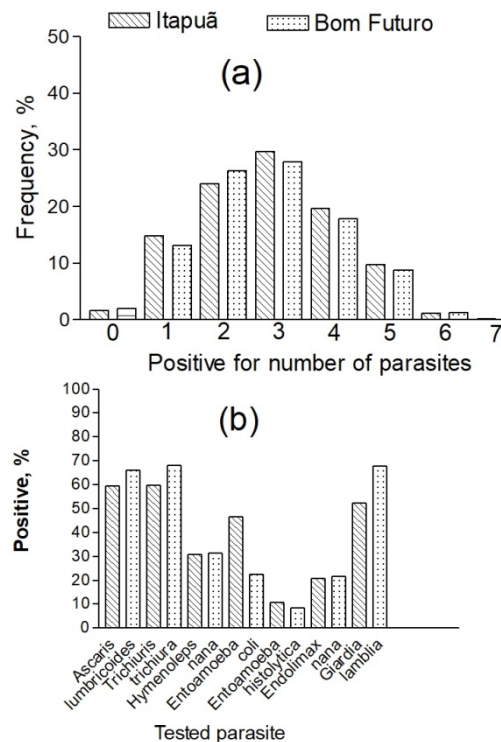 Itapuã
Bom Futuro
(a)
Frequency, %
50
40
30
20
10
0
0 1 2 3 4 5 6 7
Positive for number of parasites
(b)
Positive, %
100
90
80
70
60
50
40
30
20
10
0
Ascaris
lumbricoides
Trichiuris
trichiura
Hymenoleps
nana
Entoamoeba
coli
Entoamoeba
histolytica
Endolimax
nana
Giardia
lamblia
Tested parasite